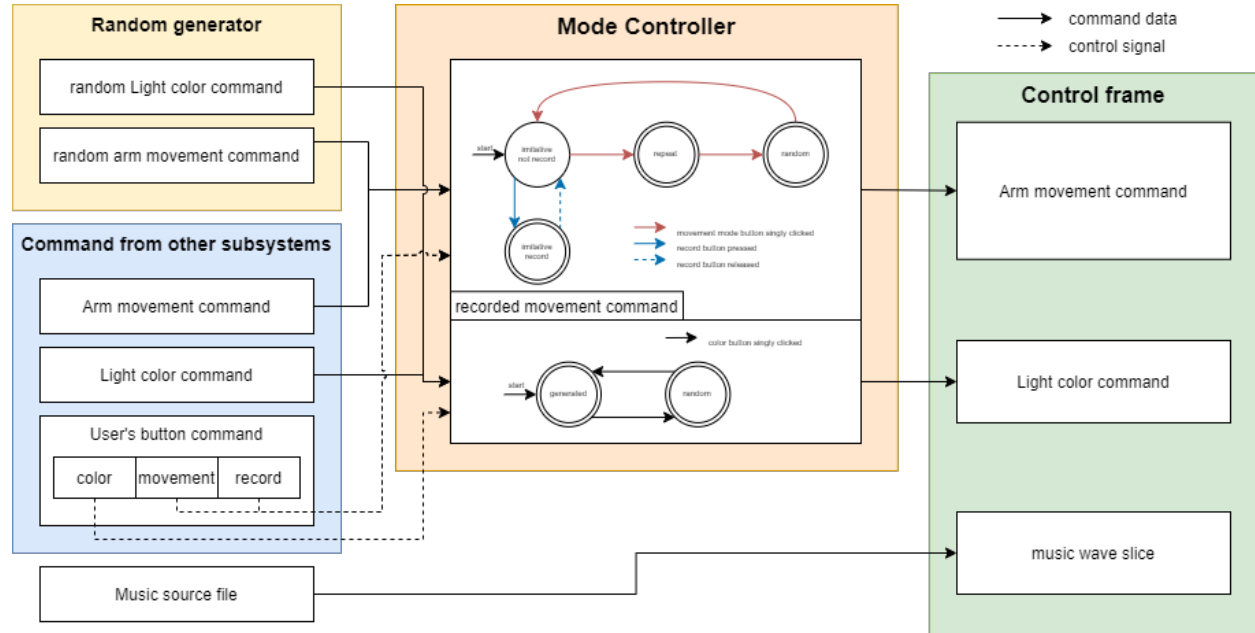 Random generator
random Light color command
random arm movement command
Command from other subsystems
Arm movement command
Light color command
User's button command
color
movement
record
Music source file
Mode Controller
start
imitative
not record
repeat
random
imitative
record
movement mode button singly clicked
record button pressed
record button released
recorded movement command
color button singly clicked
start
generated
random
command data
control signal
Control frame
Arm movement command
Light color command
music wave slice